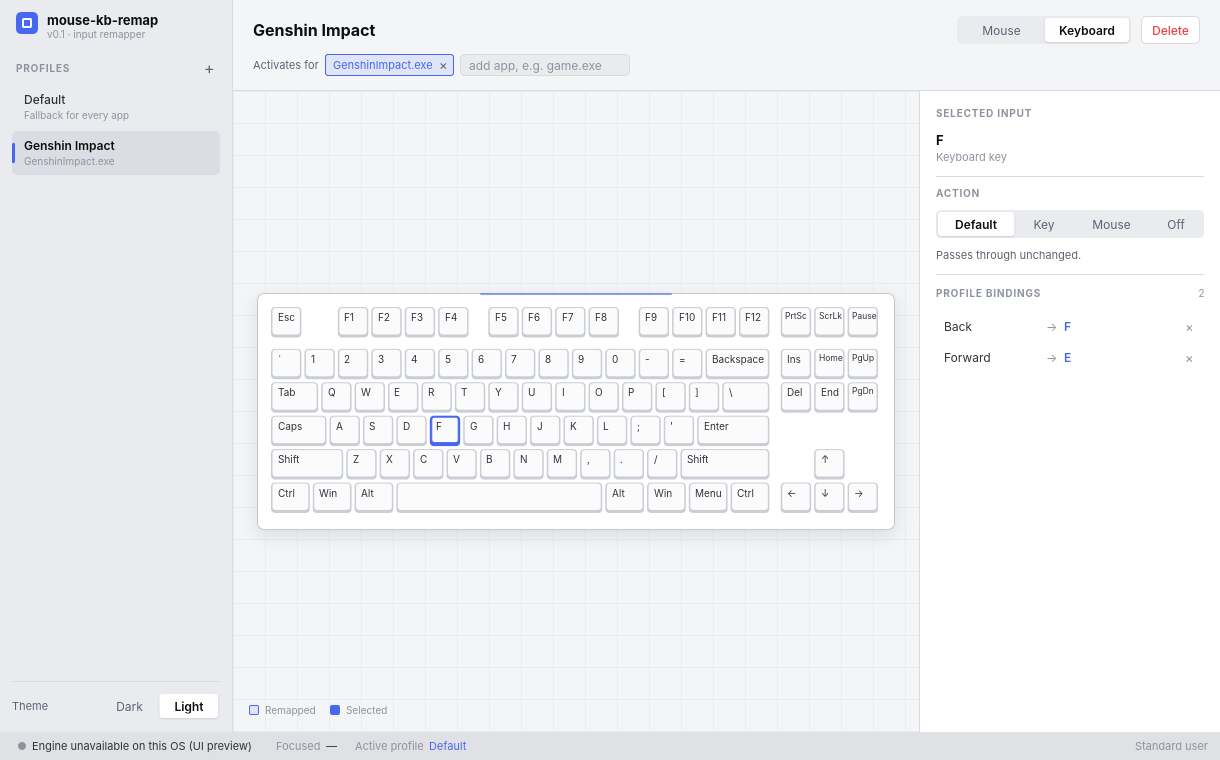 mouse-kb-remap
v0.1 · input remapper
PROFILES +
Default
Fallback for every app
Genshin Impact
GenshinImpact.exe
Theme Dark Light
Genshin Impact
Mouse Keyboard Delete
Activates for GenshinImpact.exe × add app, e.g. game.exe
Esc F1 F2 F3 F4 F5 F6 F7 F8 F9 F10 F11 F12 PrtSc ScrLk Pause
` 1 2 3 4 5 6 7 8 9 0 - = Backspace Ins Home PgUp
Tab Q W E R T Y U I O P [ ] \ Del End PgDn
Caps A S D F G H J K L ; ' Enter
Shift Z X C V B N M , . / Shift ↑
Ctrl Win Alt Alt Win Menu Ctrl ← ↓ →
Remapped Selected
SELECTED INPUT
F
Keyboard key
ACTION
Default Key Mouse Off
Passes through unchanged.
PROFILE BINDINGS 2
Back → F ×
Forward → E ×
Engine unavailable on this OS (UI preview) Focused — Active profile Default Standard user